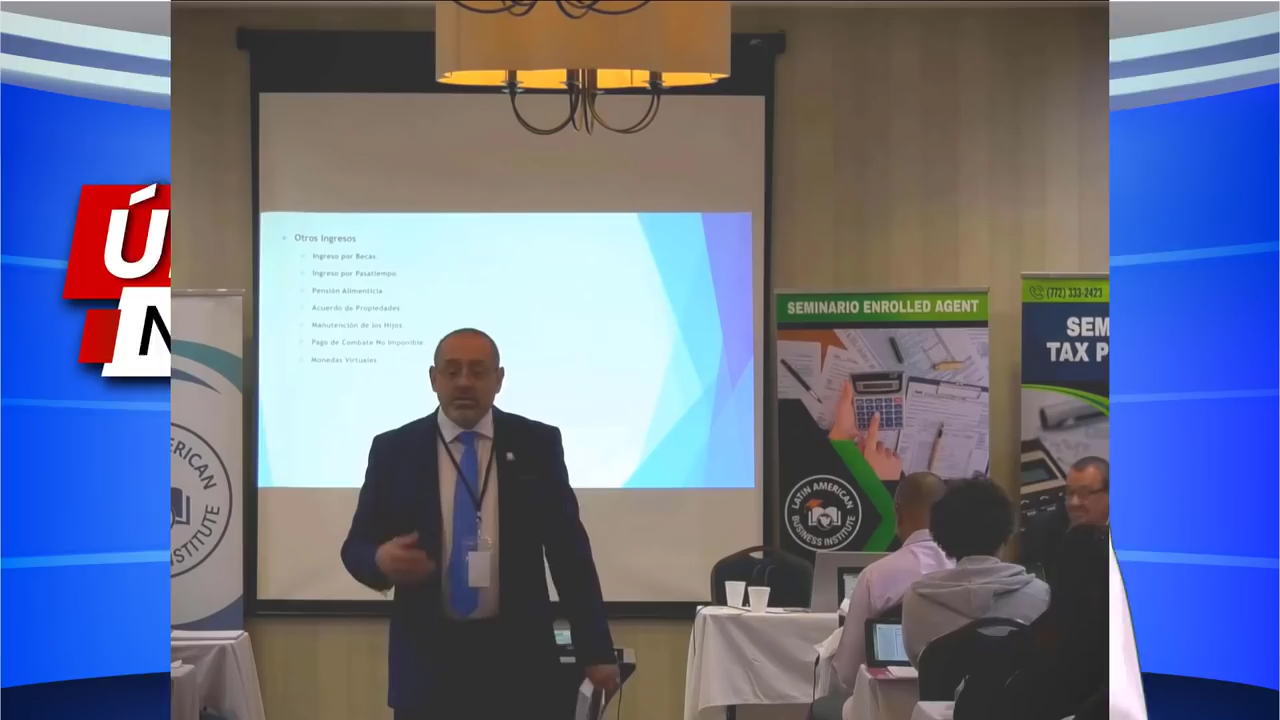 Ú
N
Otros Ingresos
Ingreso por Becas.
Ingreso por Pasatiempo.
Pensión Alimenticia
Acuerdo de Propiedades
Manutención de los Hijos
Pago de Combate No Imponible.
Monedas Virtuales
SEMINARIO ENROLLED AGENT
LATIN AMERICAN
BUSINESS INSTITUTE
(772) 333-2423
SEM
TAX P
ERICAN
INSTITUTE